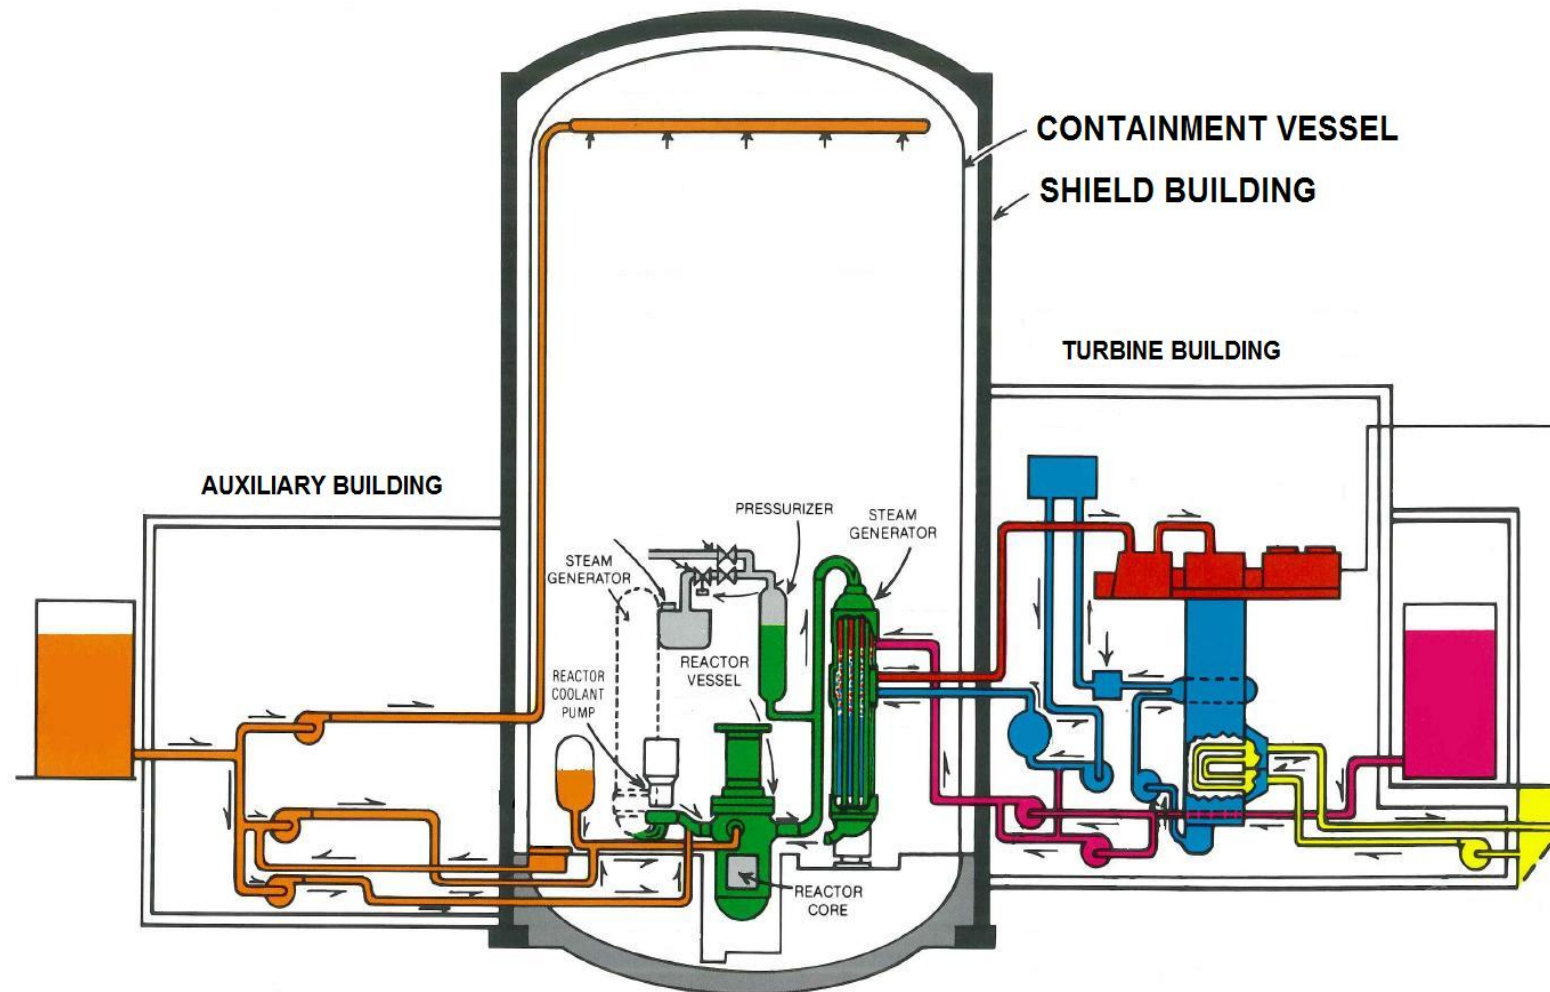 CONTAINMENT VESSEL
SHIELD BUILDING
TURBINE BUILDING
AUXILIARY BUILDING
PRESSURIZER
STEAM
GENERATOR
STEAM
GENERATOR
REACTOR
VESSEL
REACTOR
COOLANT
PUMP
REACTOR
CORE